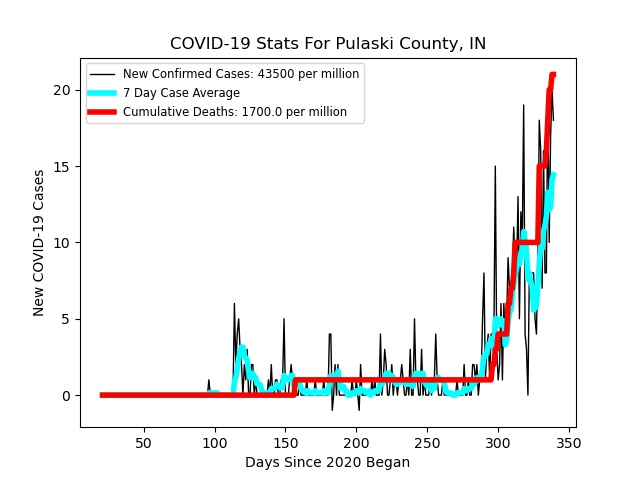 COVID-19 Stats For Pulaski County, IN
New Confirmed Cases: 43500 per million
7 Day Case Average
Cumulative Deaths: 1700.0 per million
New COVID-19 Cases
20
15
10
5
0
50 100 150 200 250 300 350
Days Since 2020 Began